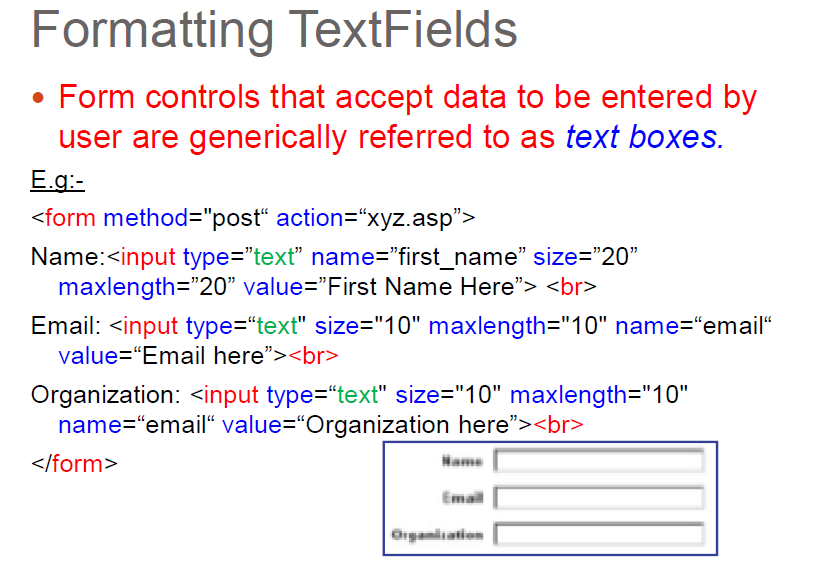 Formatting TextFields
• Form controls that accept data to be entered by
user are generically referred to as text boxes.
E.g:-
<form method="post“ action=“xyz.asp”>
Name:<input type=”text” name=”first_name” size=”20”
maxlength=”20” value=”First Name Here”> <br>
Email: <input type=“text" size="10" maxlength="10" name=“email“
value=“Email here”><br>
Organization: <input type=“text" size="10" maxlength="10"
name=“email“ value=“Organization here”><br>
</form>
Name
Email
Organization